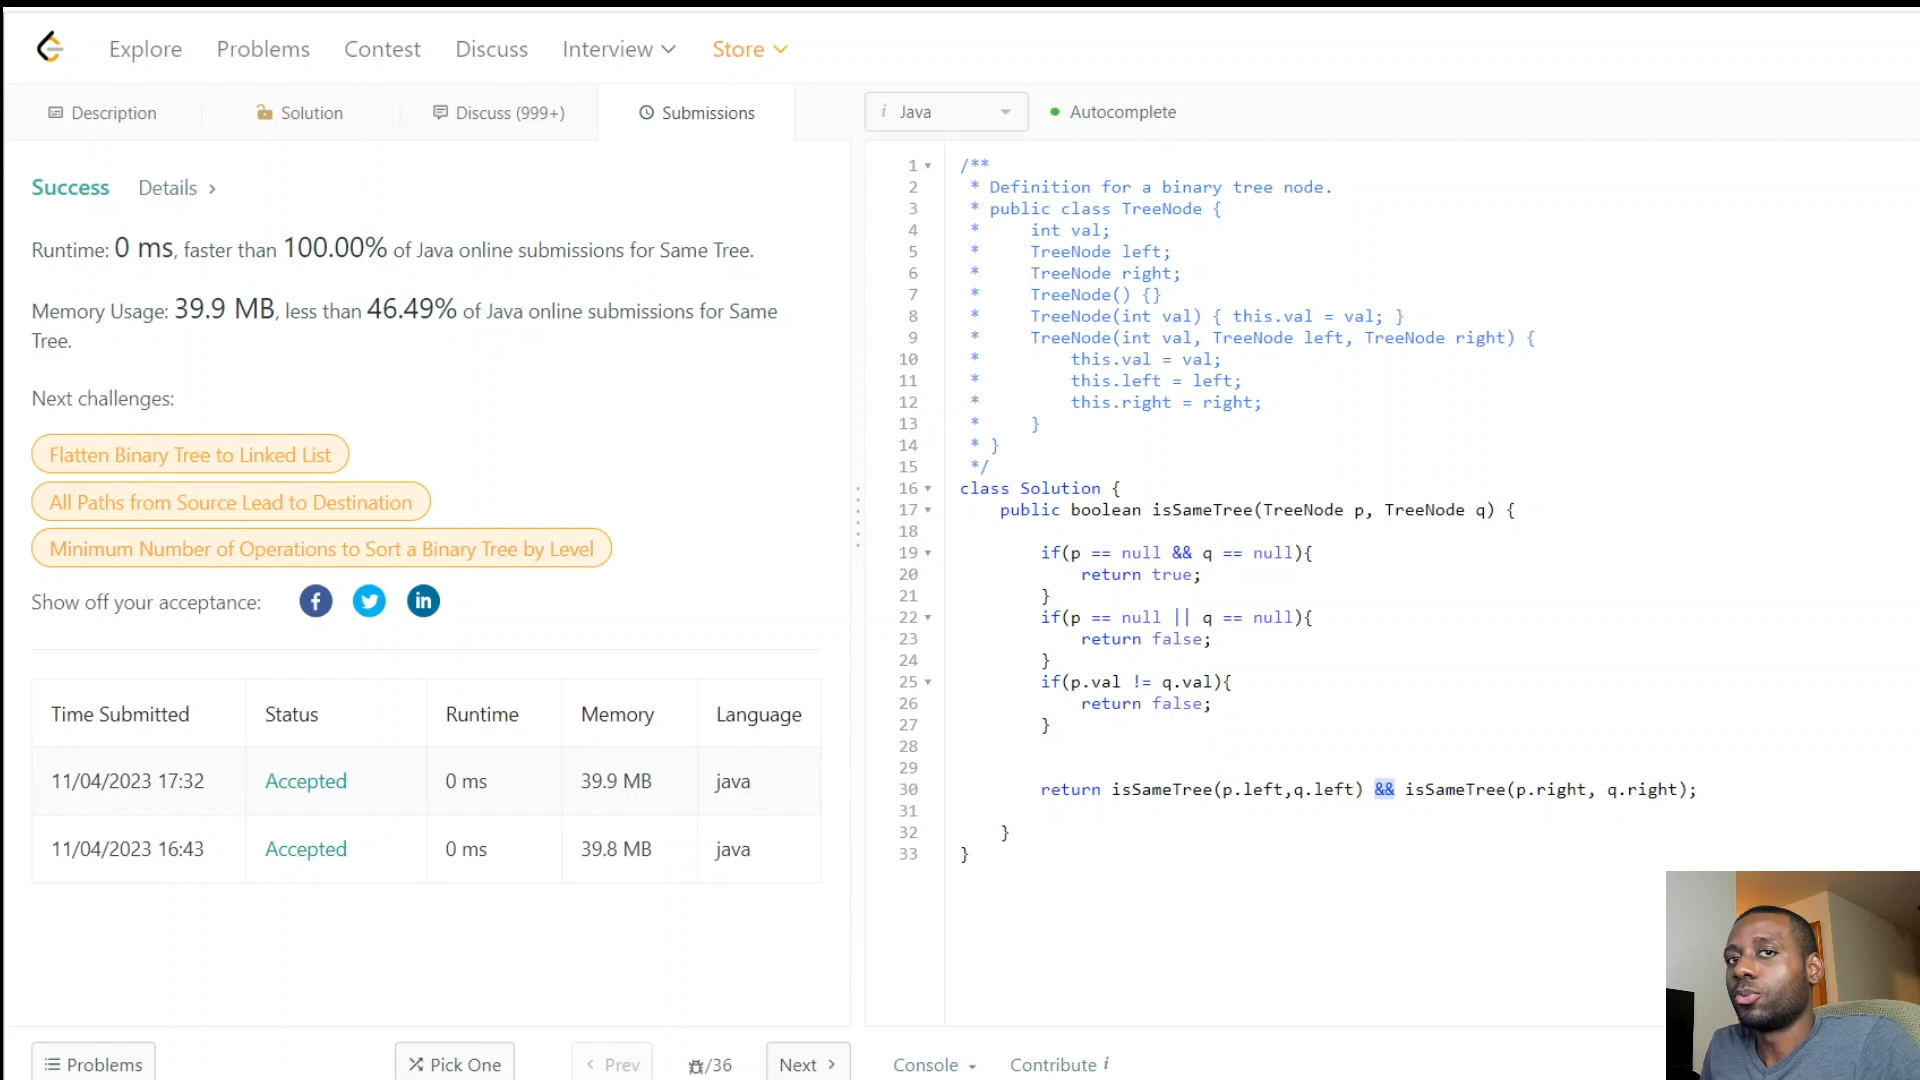 Explore Problems Contest Discuss Interview Store
Description Solution Discuss (999+) Submissions
i Java Autocomplete
Success Details >
Runtime: 0 ms, faster than 100.00% of Java online submissions for Same Tree.
Memory Usage: 39.9 MB, less than 46.49% of Java online submissions for Same
Tree.
Next challenges:
Flatten Binary Tree to Linked List
All Paths from Source Lead to Destination
Minimum Number of Operations to Sort a Binary Tree by Level
Show off your acceptance: f in
Time Submitted Status Runtime Memory Language
11/04/2023 17:32 Accepted 0 ms 39.9 MB java
11/04/2023 16:43 Accepted 0 ms 39.8 MB java
1 /**
2 * Definition for a binary tree node.
3 * public class TreeNode {
4 * int val;
5 * TreeNode left;
6 * TreeNode right;
7 * TreeNode() {}
8 * TreeNode(int val) { this.val = val; }
9 * TreeNode(int val, TreeNode left, TreeNode right) {
10 * this.val = val;
11 * this.left = left;
12 * this.right = right;
13 * }
14 * }
15 */
16 class Solution {
17 public boolean isSameTree(TreeNode p, TreeNode q) {
18
19 if(p == null && q == null){
20 return true;
21 }
22 if(p == null || q == null){
23 return false;
24 }
25 if(p.val != q.val){
26 return false;
27 }
28
29
30 return isSameTree(p.left,q.left) && isSameTree(p.right, q.right);
31
32 }
33 }
Problems Pick One < Prev /36 Next > Console Contribute i